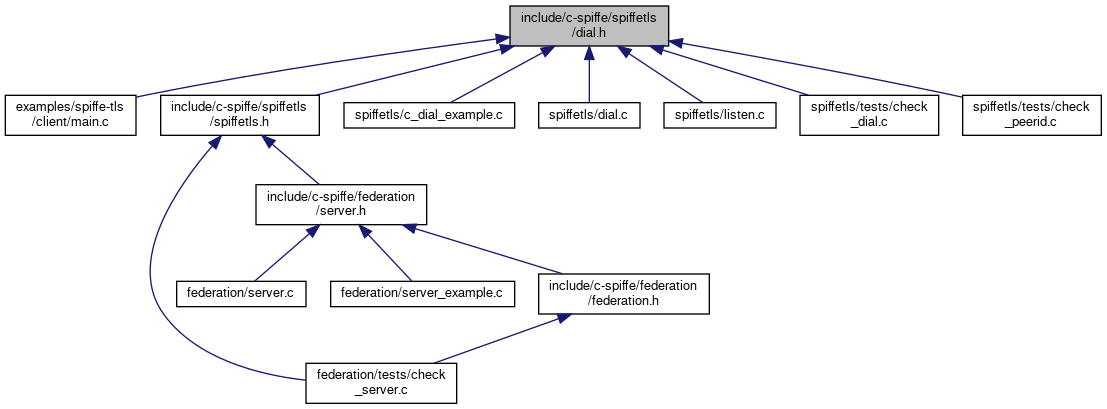 include/c-spiffe/spiffetls
/dial.h
examples/spiffe-tls
/client/main.c
include/c-spiffe/spiffetls
/spiffetls.h
spiffetls/c_dial_example.c
spiffetls/dial.c
spiffetls/listen.c
spiffetls/tests/check
_dial.c
spiffetls/tests/check
_peerid.c
include/c-spiffe/federation
/server.h
federation/server.c
federation/server_example.c
include/c-spiffe/federation
/federation.h
federation/tests/check
_server.c